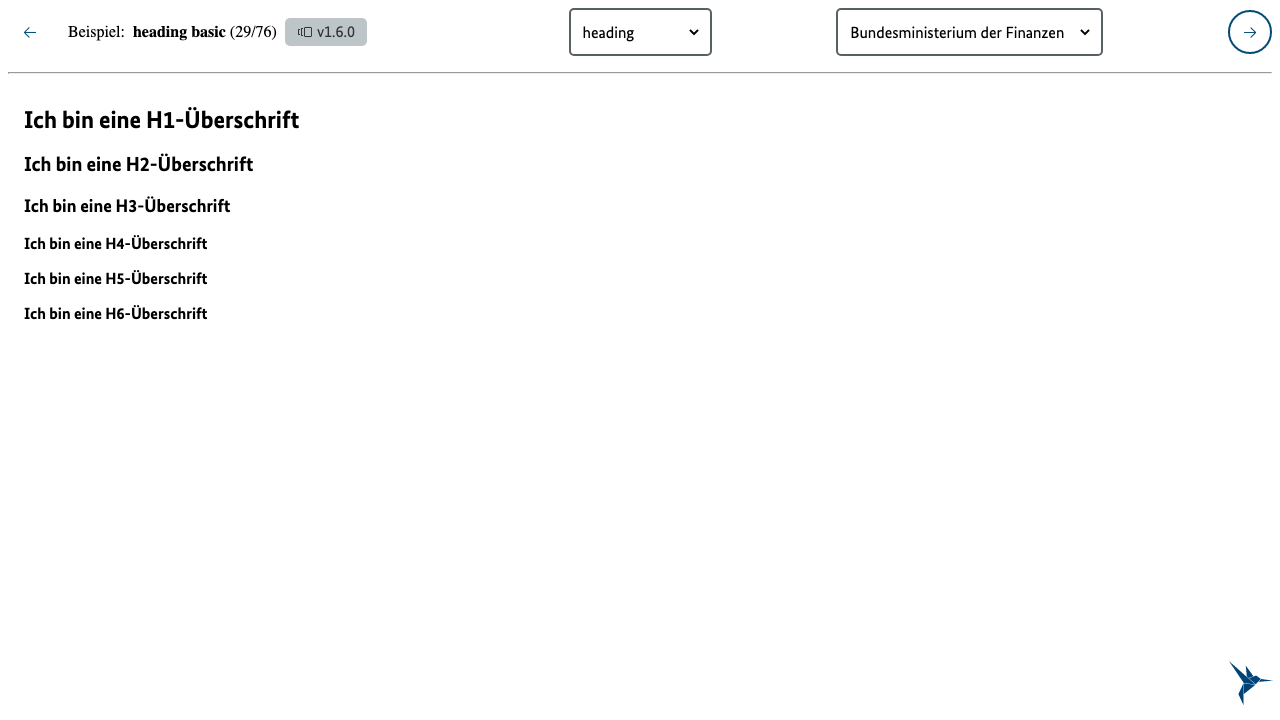 Beispiel: heading basic (29/76) v1.6.0 heading Bundesministerium der Finanzen
Ich bin eine H1-Überschrift
Ich bin eine H2-Überschrift
Ich bin eine H3-Überschrift
Ich bin eine H4-Überschrift
Ich bin eine H5-Überschrift
Ich bin eine H6-Überschrift